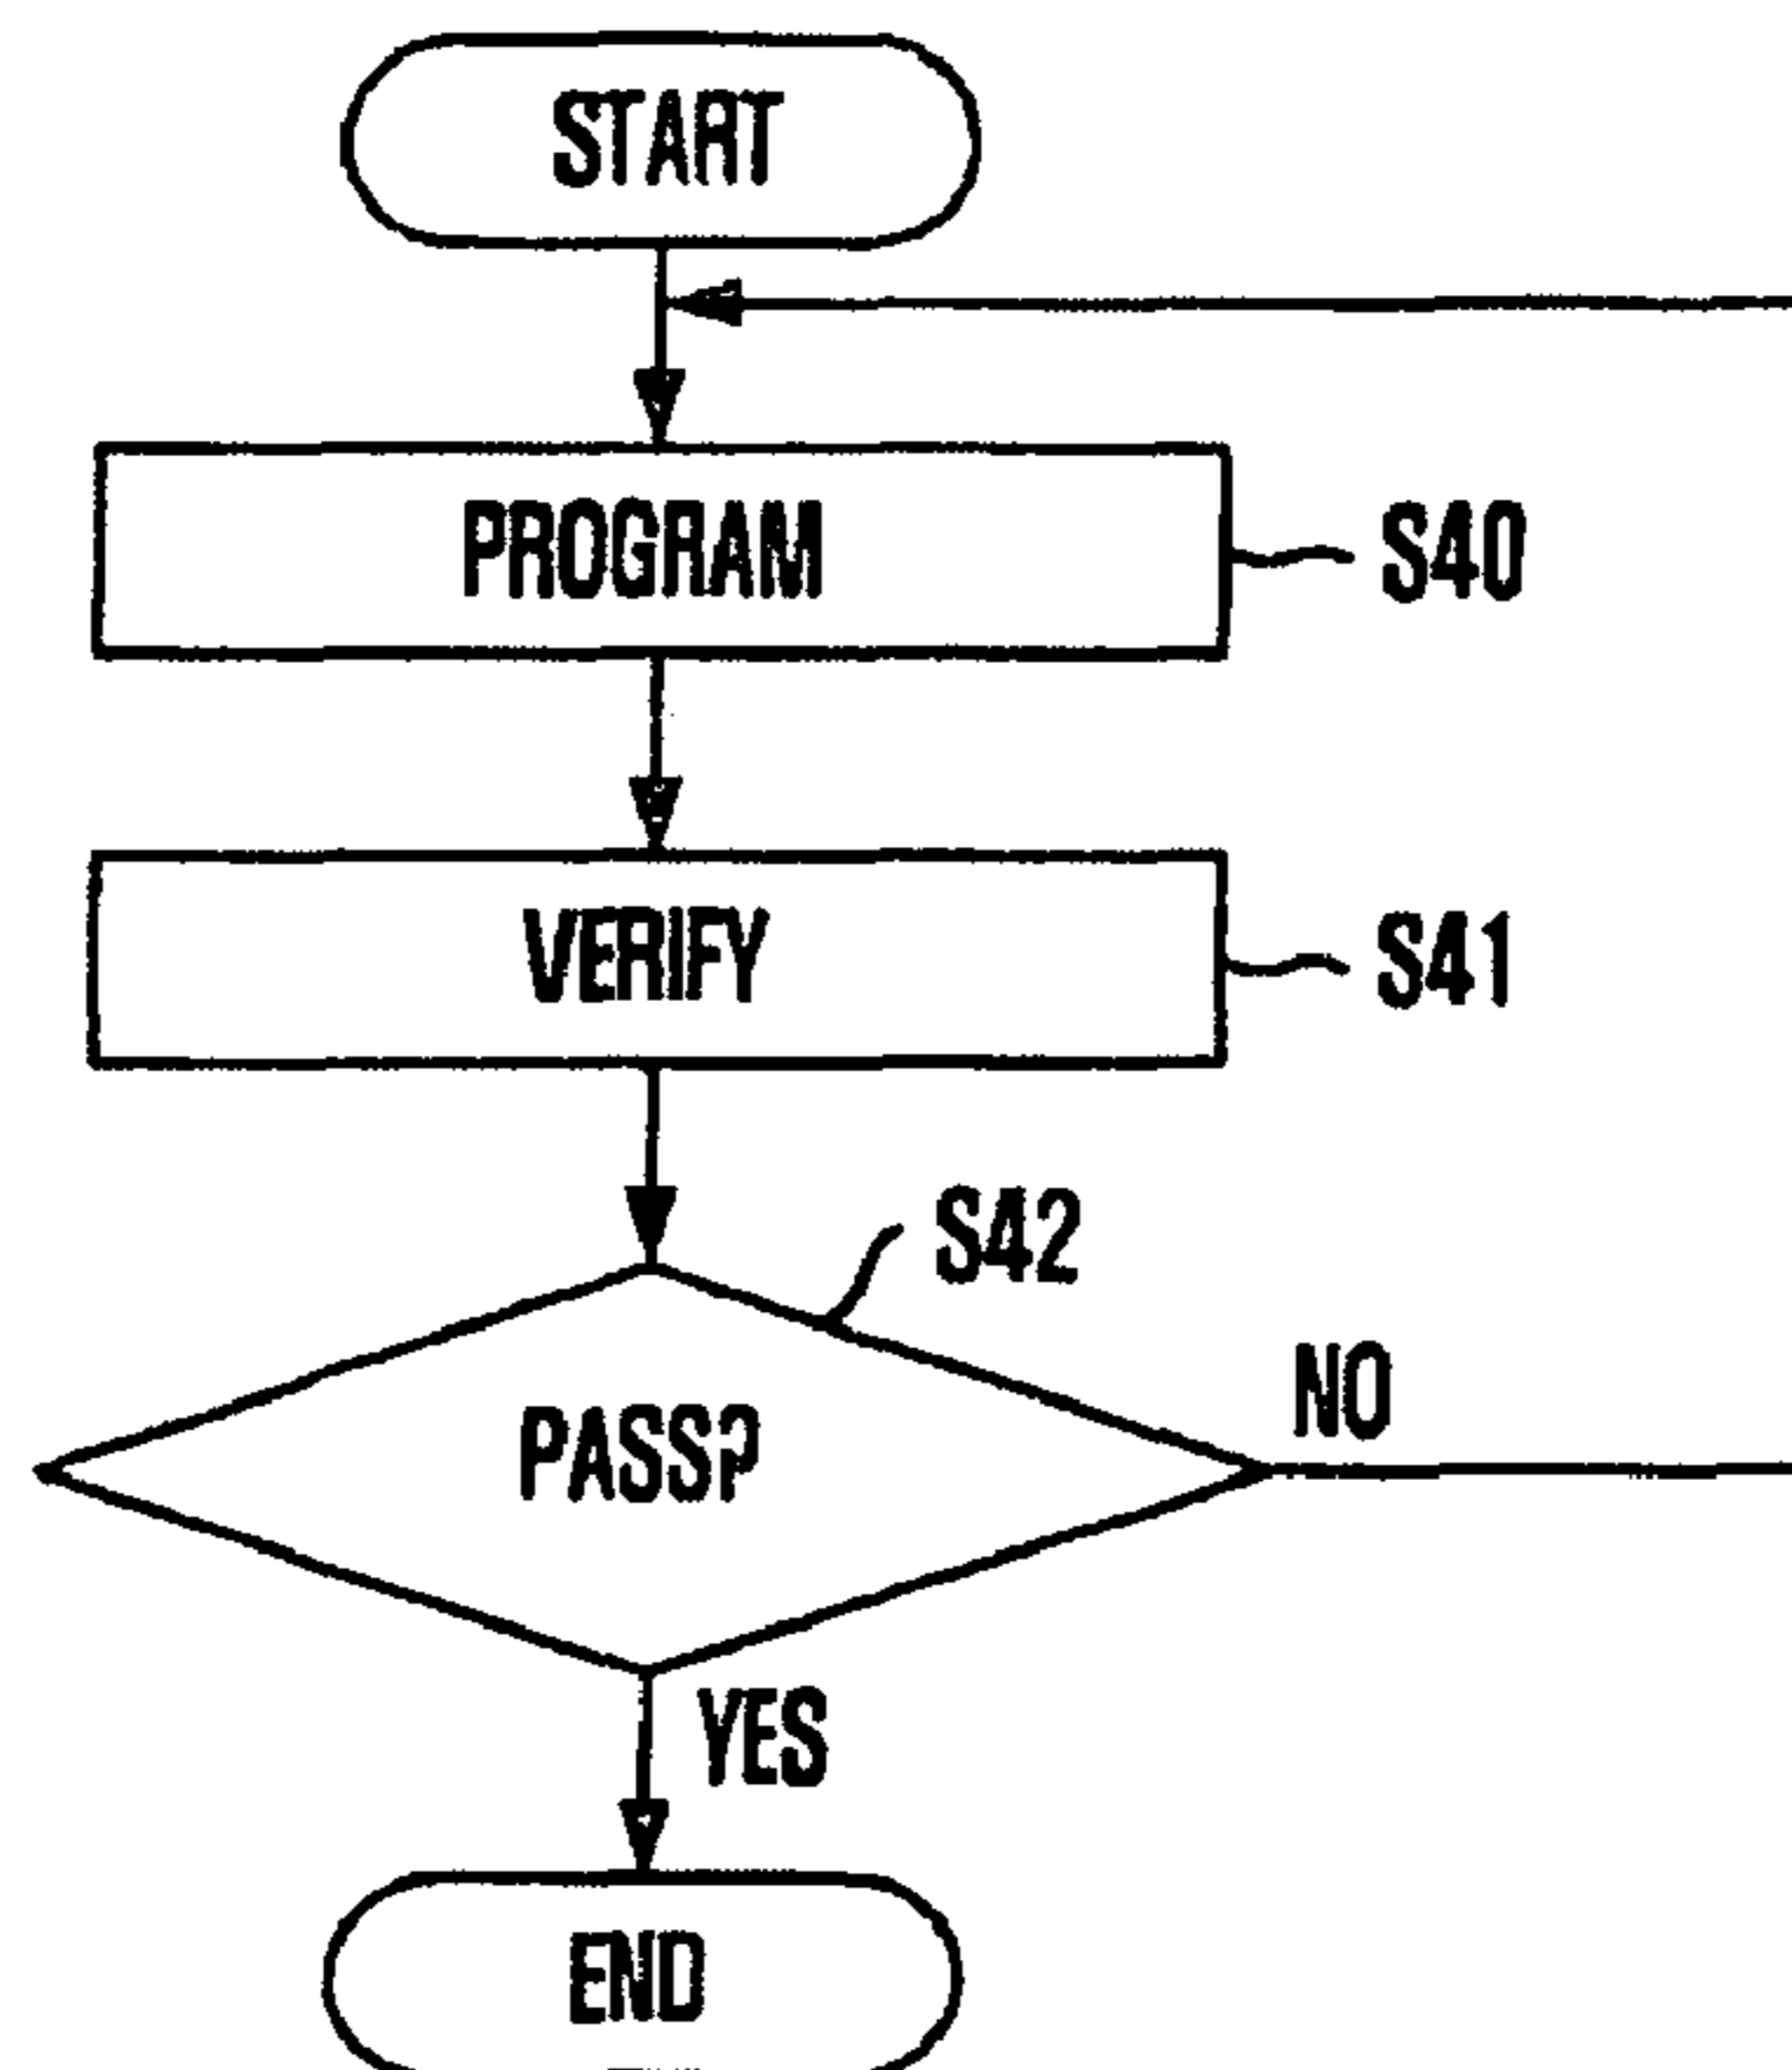 START
PROGRAM
S40
VERIFY
S41
S42
PASS?
NO
YES
END